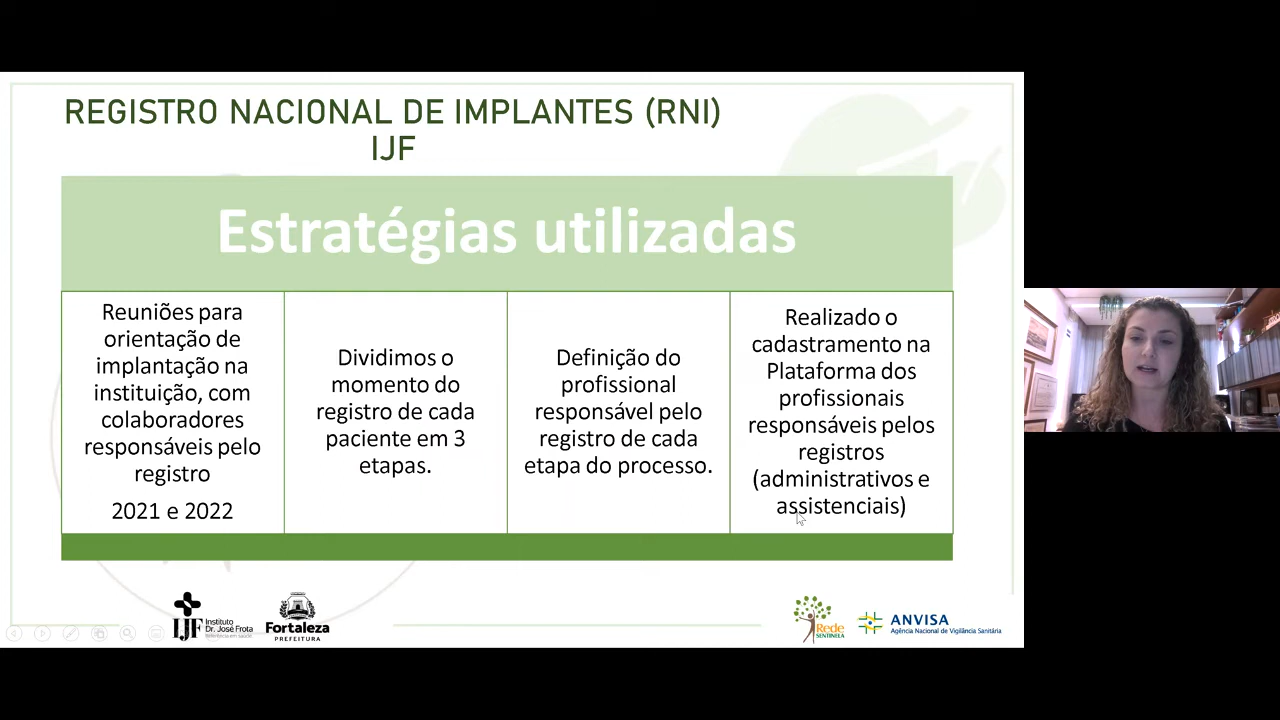 REGISTRO NACIONAL DE IMPLANTES (RNI)
IJF
Estratégias utilizadas
Reuniões para
orientação de
implantação na
instituição, com
colaboradores
responsáveis pelo
registro
2021 e 2022
Dividimos o
momento do
registro de cada
paciente em 3
etapas.
Definição do
profissional
responsável pelo
registro de cada
etapa do processo.
Realizado o
cadastramento na
Plataforma dos
profissionais
responsáveis pelos
registros
(administrativos e
assistenciais)
IJF
Instituto
Dr. José Frota
Referência em saúde
Fortaleza
PREFEITURA
Rede
SENTINELA
ANVISA
Agência Nacional de Vigilância Sanitária